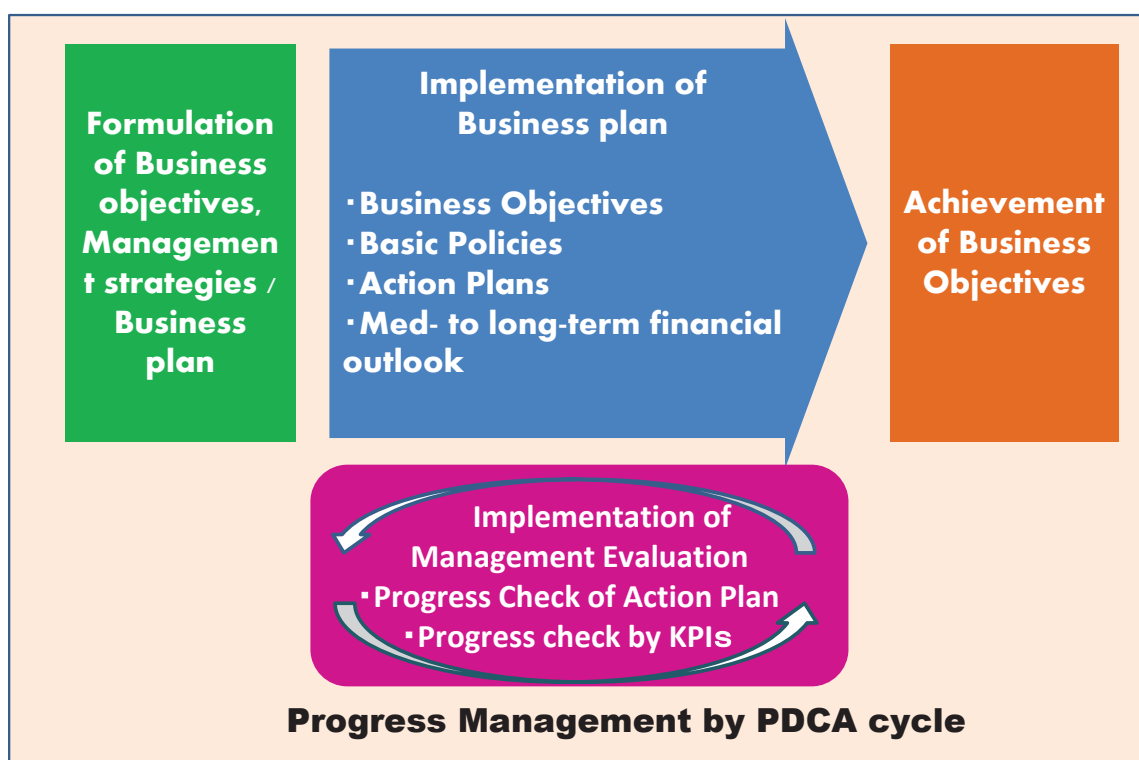 Formulation
of Business
objectives,
Managemen
t strategies /
Business
plan
Implementation of
Business plan
・Business Objectives
・Basic Policies
・Action Plans
・Med- to long-term financial
outlook
Achievement
of Business
Objectives
Implementation of
Management Evaluation
・Progress Check of Action Plan
・Progress check by KPIs
Progress Management by PDCA cycle